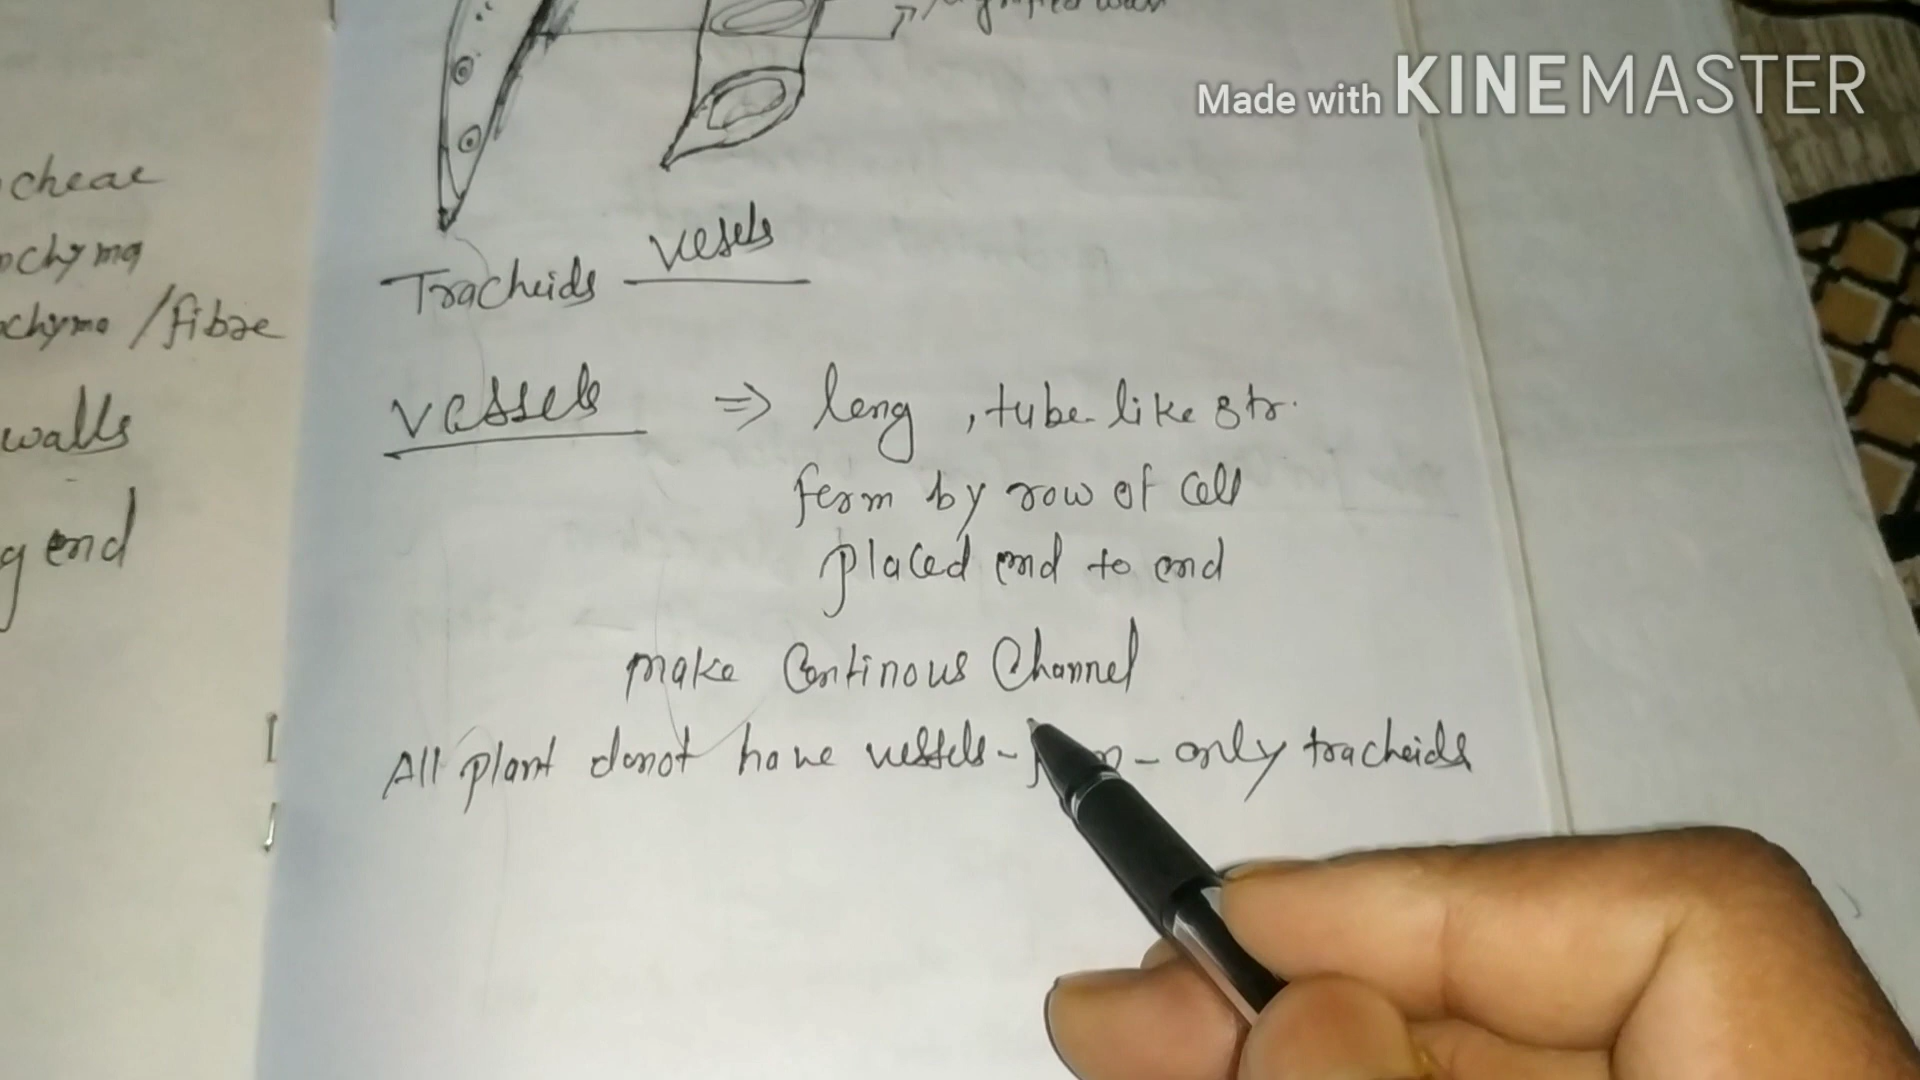 Made with KINEMASTER
cheae
chyma
chyma /fibre
walls
end
Vesels
Tracheids
vessels => long , tube like str.
form by row of cell
placed end to end
make Continous Channel
All plant donot have vessels - - only tracheids